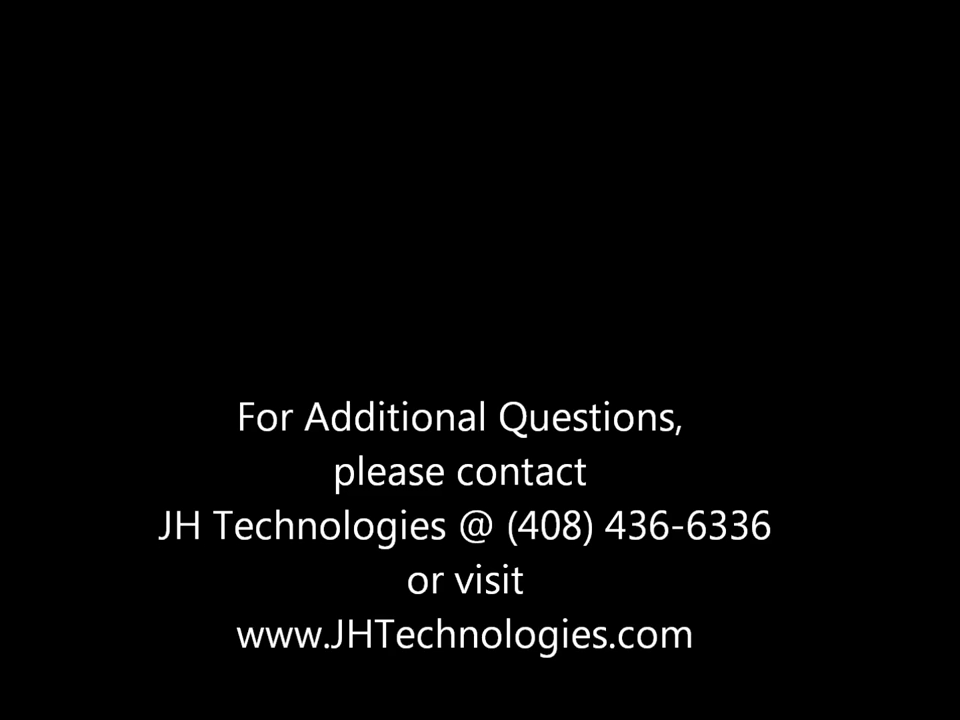 For Additional Questions,
please contact
JH Technologies @ (408) 436-6336
or visit
www.JHTechnologies.com